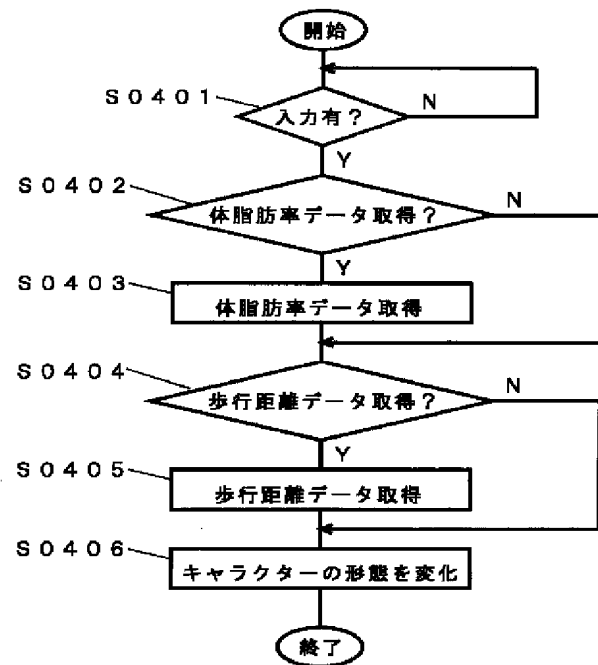 開始
S0401
入力有?
N
Y
S0402
体脂肪率データ取得?
N
Y
S0403
体脂肪率データ取得
S0404
歩行距離データ取得?
N
Y
S0405
歩行距離データ取得
S0406
キャラクターの形態を変化
終了